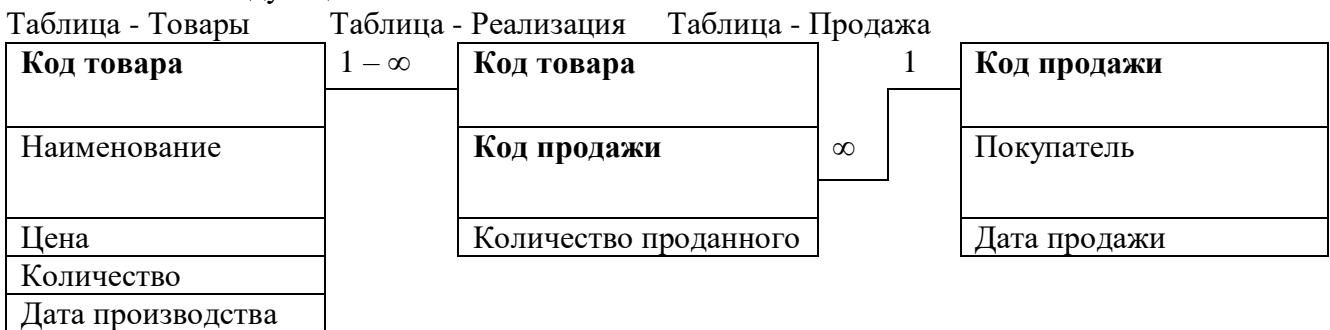 Таблица - Товары Таблица - Реализация Таблица - Продажа
Код товара 1 – ∞ Код товара 1 Код продажи
Наименование Код продажи ∞ Покупатель
Цена Количество проданного Дата продажи
Количество
Дата производства